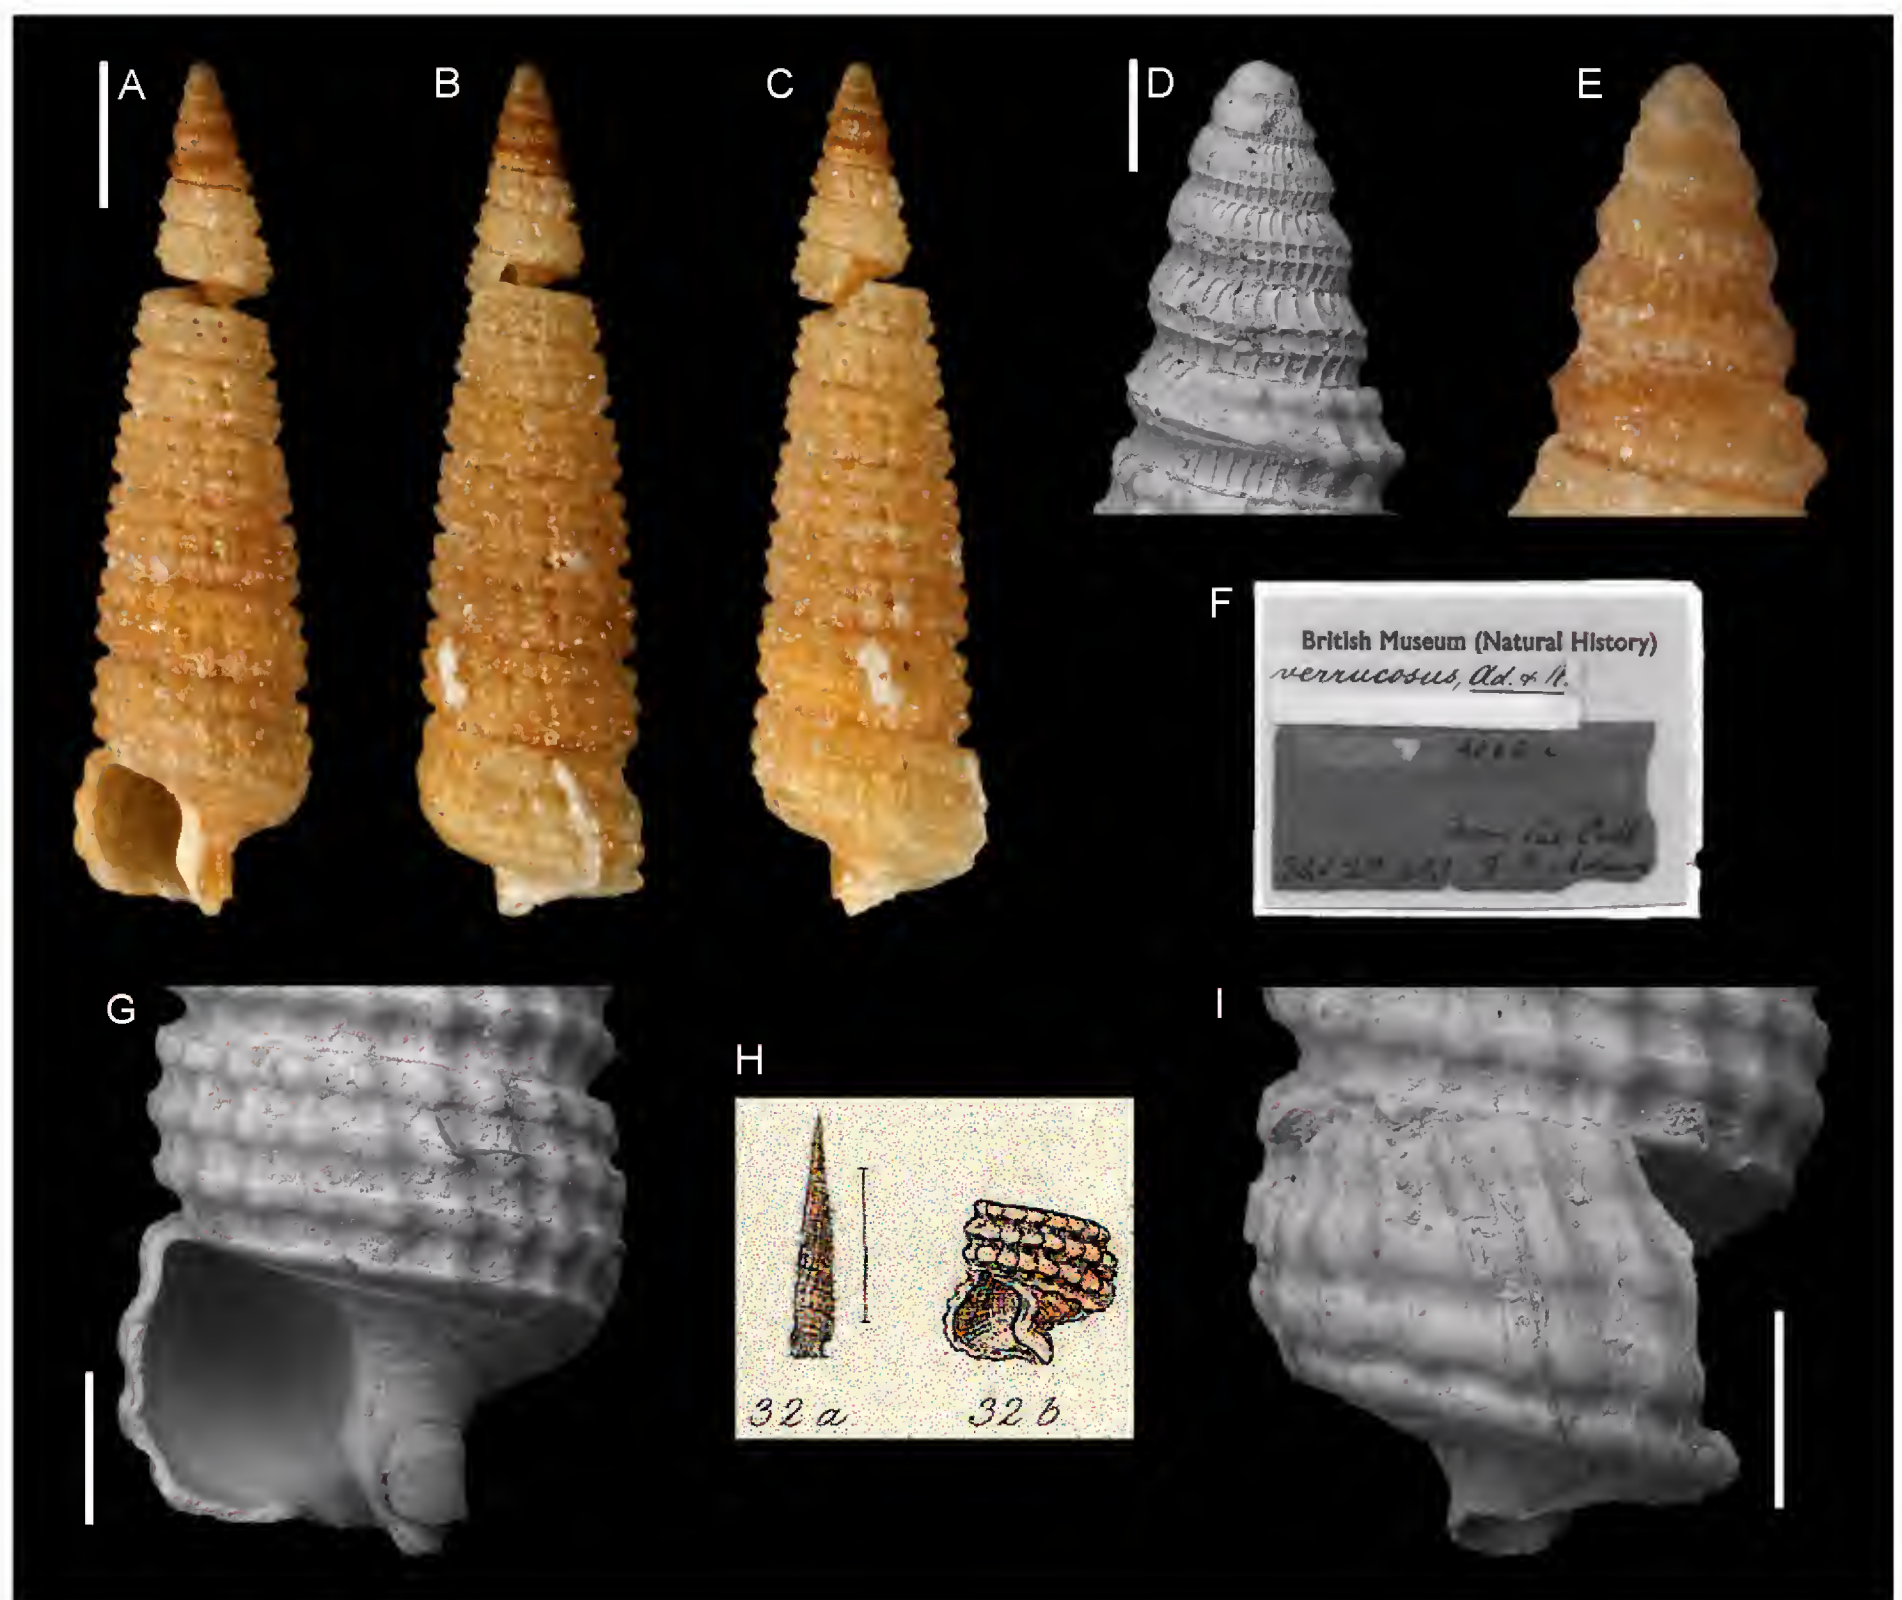 A
B
C
D
E
F
British Museum (Natural History)
verrucosus, Ad. & A.
G
H
I
32 a
32 b